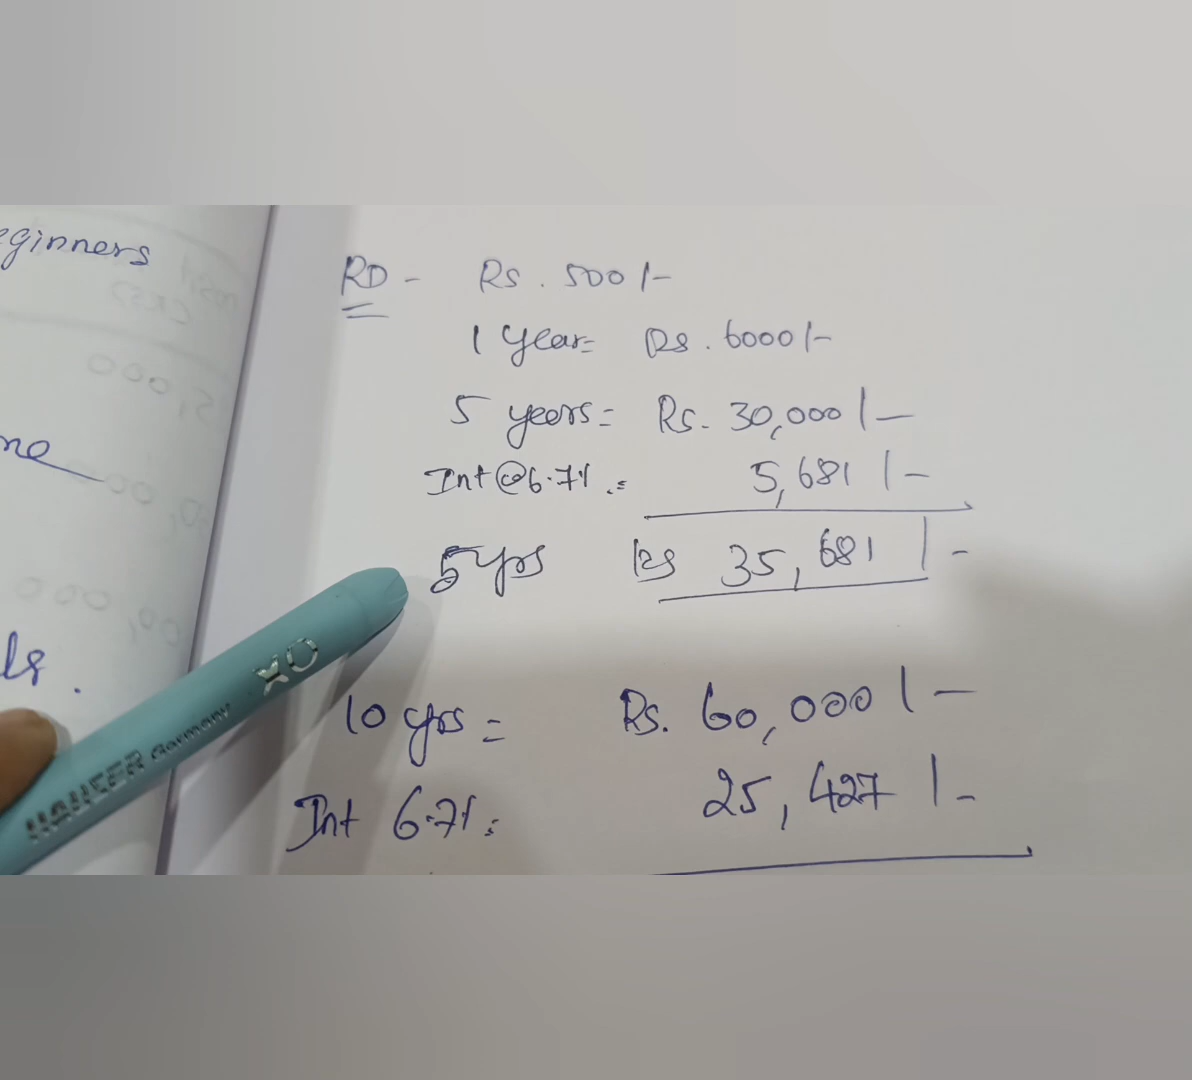 eginners
ne
ls.
RD - Rs. 500/-
1 Year= Rs. 6000/-
5 years= Rs. 30,000/-
Int@6.7% = 5,681/-
5 yrs Rs 35,681/-
10 yrs = Rs. 60,000/-
Int 6.7% = 25,427/-
XO
HAUSER Germany